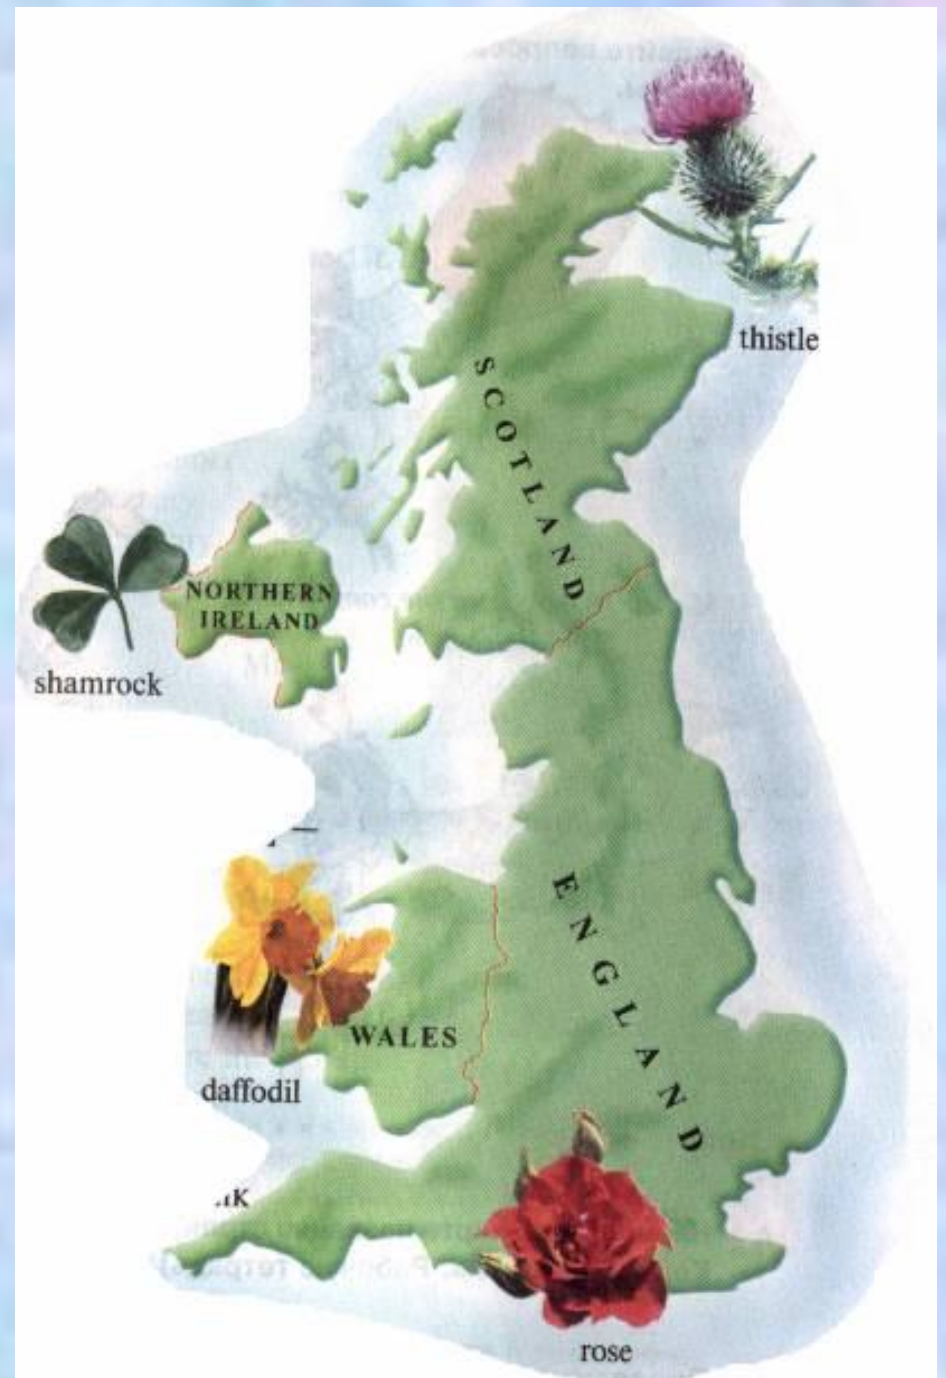 thistle
SCOTLAND
NORTHERN
IRELAND
shamrock
ENGLAND
WALES
daffodil
rose